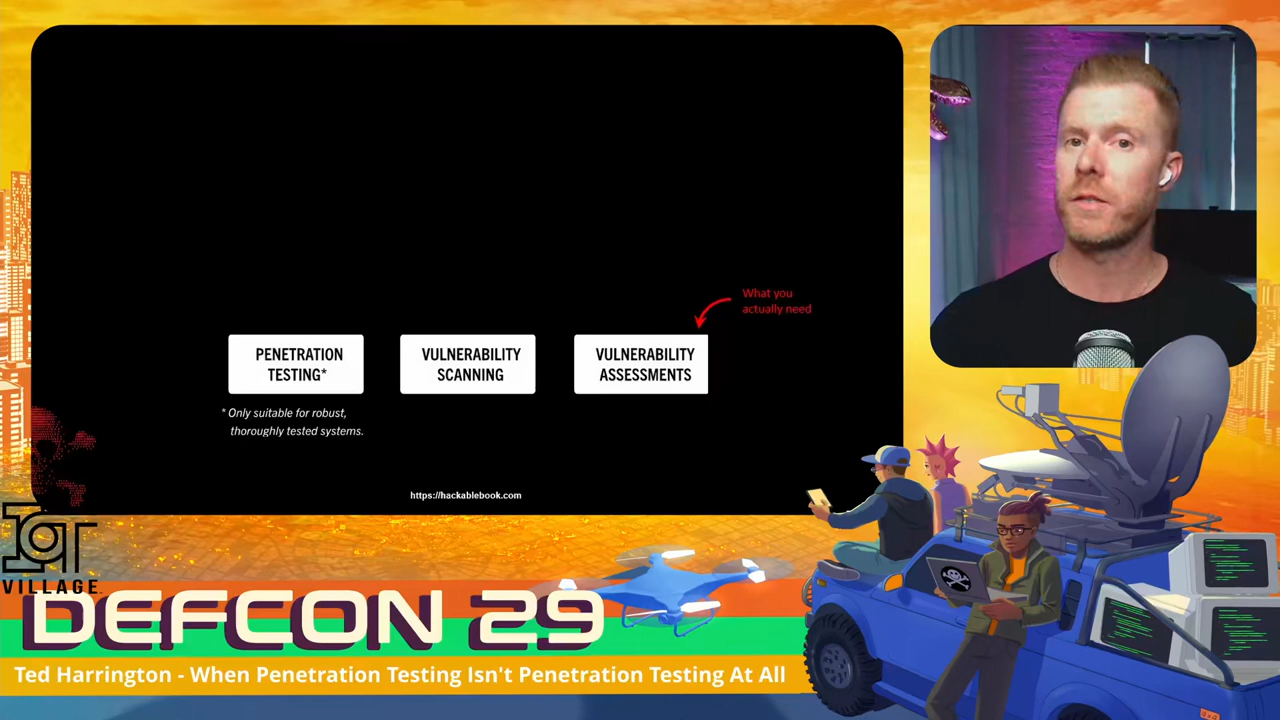 What you
actually need
PENETRATION
TESTING*
VULNERABILITY
SCANNING
VULNERABILITY
ASSESSMENTS
* Only suitable for robust,
thoroughly tested systems.
https://hackablebook.com
IoT
VILLAGE
DEFCON 29
Ted Harrington - When Penetration Testing Isn't Penetration Testing At All